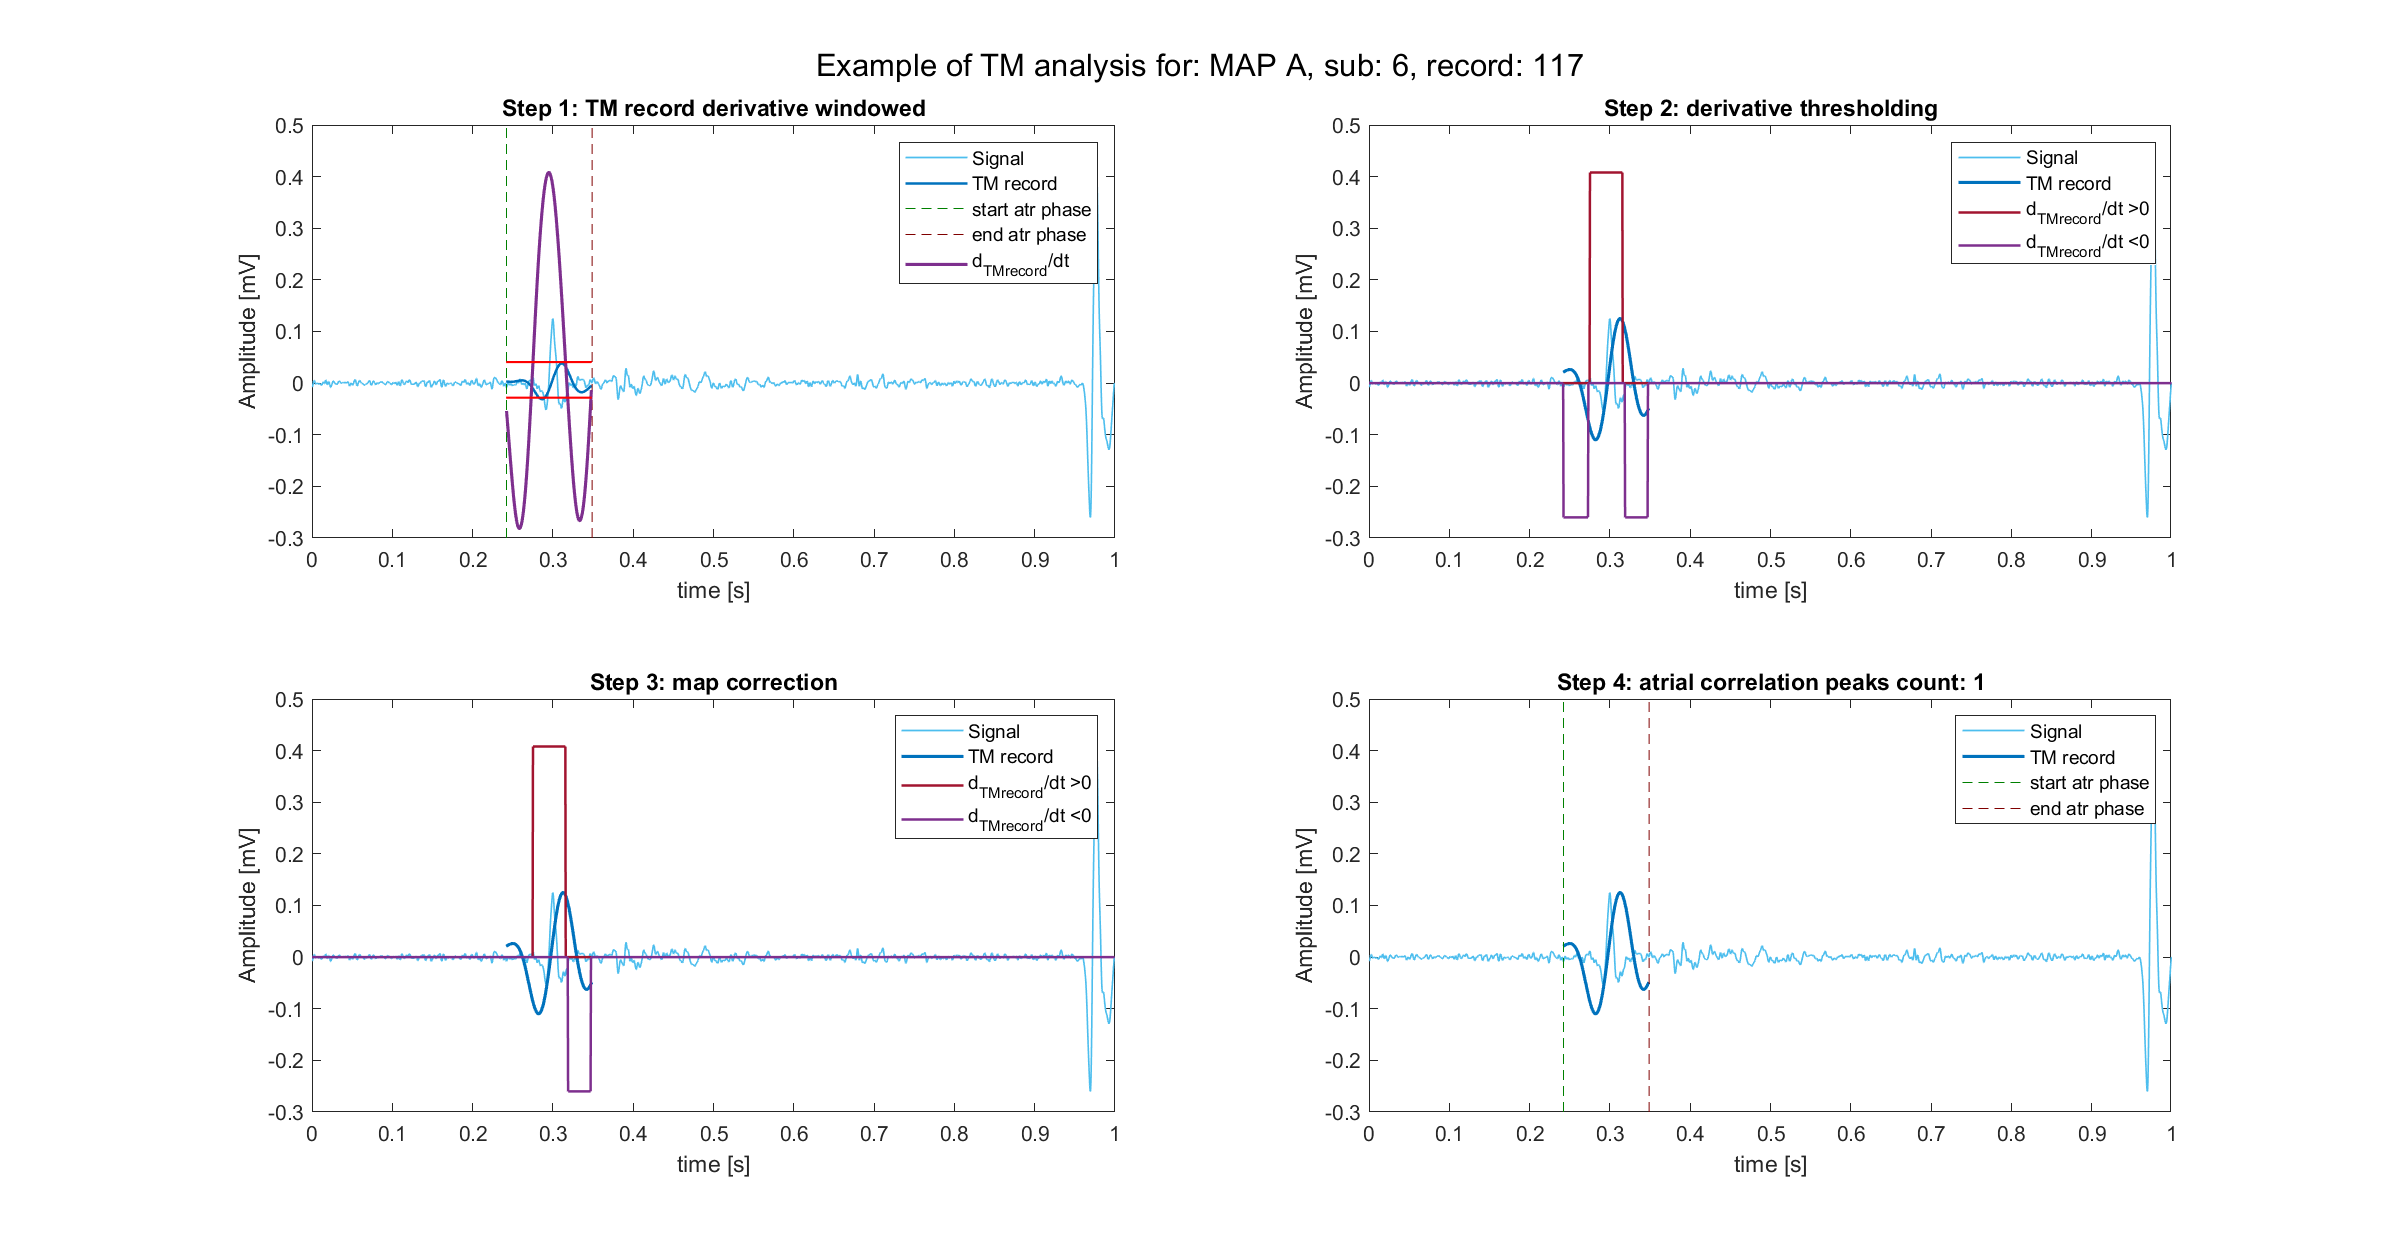 Example of TM analysis for: MAP A, sub: 6, record: 117
Step 1: TM record derivative windowed
Signal
TM record
start atr phase
end atr phase
dTMrecord/dt
0.5
0.4
0.3
0.2
0.1
0
-0.1
-0.2
-0.3
Amplitude [mV]
0 0.1 0.2 0.3 0.4 0.5 0.6 0.7 0.8 0.9 1
time [s]
Step 2: derivative thresholding
Signal
TM record
dTMrecord/dt >0
dTMrecord/dt <0
0.5
0.4
0.3
0.2
0.1
0
-0.1
-0.2
-0.3
Amplitude [mV]
0 0.1 0.2 0.3 0.4 0.5 0.6 0.7 0.8 0.9 1
time [s]
Step 3: map correction
Signal
TM record
dTMrecord/dt >0
dTMrecord/dt <0
0.5
0.4
0.3
0.2
0.1
0
-0.1
-0.2
-0.3
Amplitude [mV]
0 0.1 0.2 0.3 0.4 0.5 0.6 0.7 0.8 0.9 1
time [s]
Step 4: atrial correlation peaks count: 1
Signal
TM record
start atr phase
end atr phase
0.5
0.4
0.3
0.2
0.1
0
-0.1
-0.2
-0.3
Amplitude [mV]
0 0.1 0.2 0.3 0.4 0.5 0.6 0.7 0.8 0.9 1
time [s]